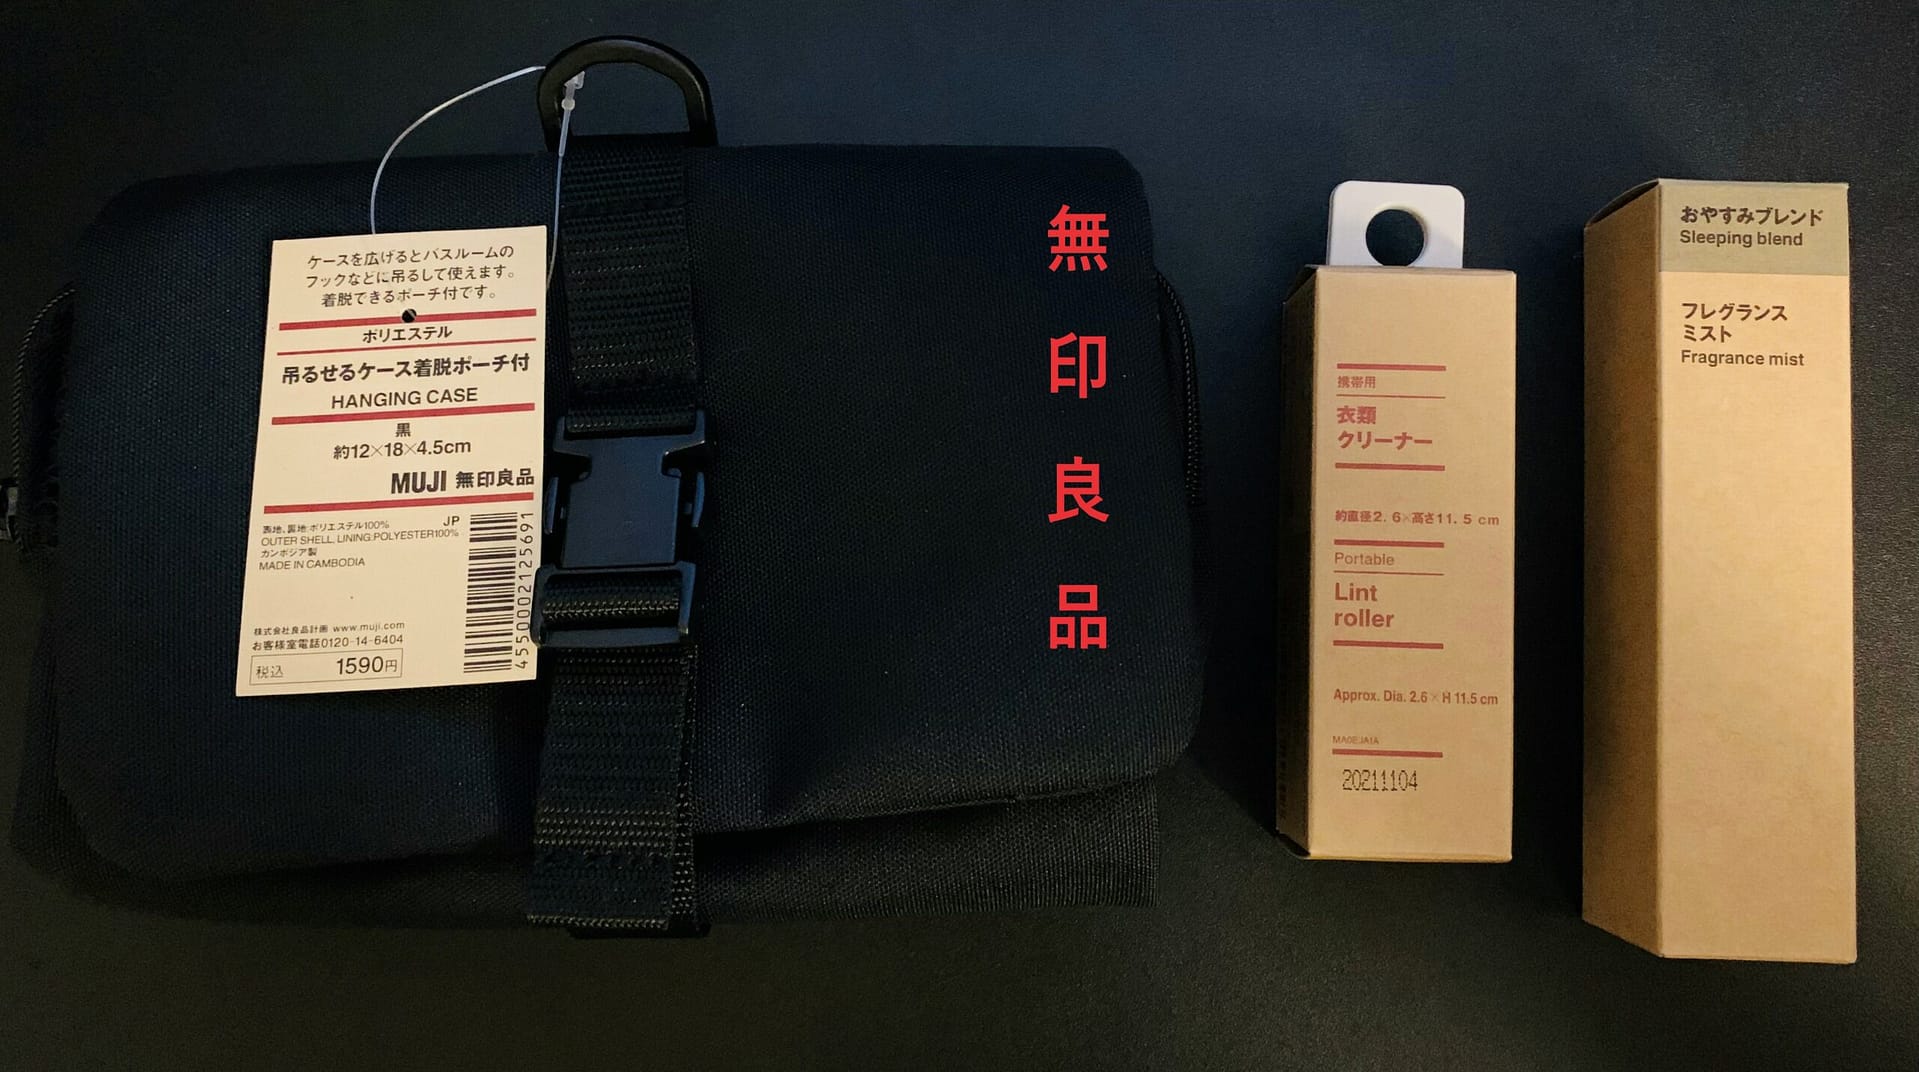 ケースを広げるとバスルームの
フックなどに吊るして使えます。
着脱できるポーチ付です。
ポリエステル
吊るせるケース着脱ポーチ付
HANGING CASE
黒
約12×18×4.5cm
MUJI 無印良品
表地、裏地:ポリエステル100%
JP
OUTER SHELL, LINING:POLYESTER100%
カンボジア製
MADE IN CAMBODIA
株式会社良品計画 www.muji.com
お客様室電話0120-14-6404
税込 1590円
4550002125691
無印良品
携帯用
衣類
クリーナー
約直径2.6×高さ11.5cm
Portable
Lint
roller
Approx. Dia. 2.6 × H 11.5 cm
MA0EJA1A
20211104
おやすみブレンド
Sleeping blend
フレグランス
ミスト
Fragrance mist